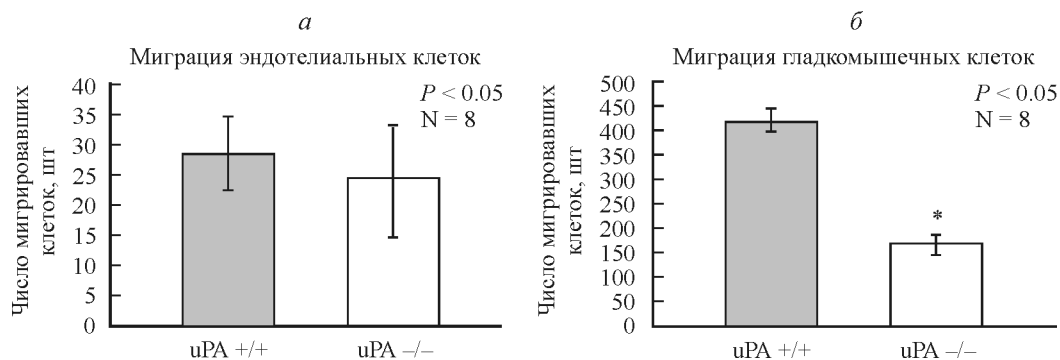 а
Миграция эндотелиальных клеток
Число мигрировавших
клеток, шт
40
35
30
25
20
15
10
5
0
P < 0.05
N = 8
uPA +/+
uPA –/–
б
Миграция гладкомышечных клеток
Число мигрировавших
клеток, шт
500
450
400
350
300
250
200
150
100
50
0
P < 0.05
N = 8
*
uPA +/+
uPA –/–